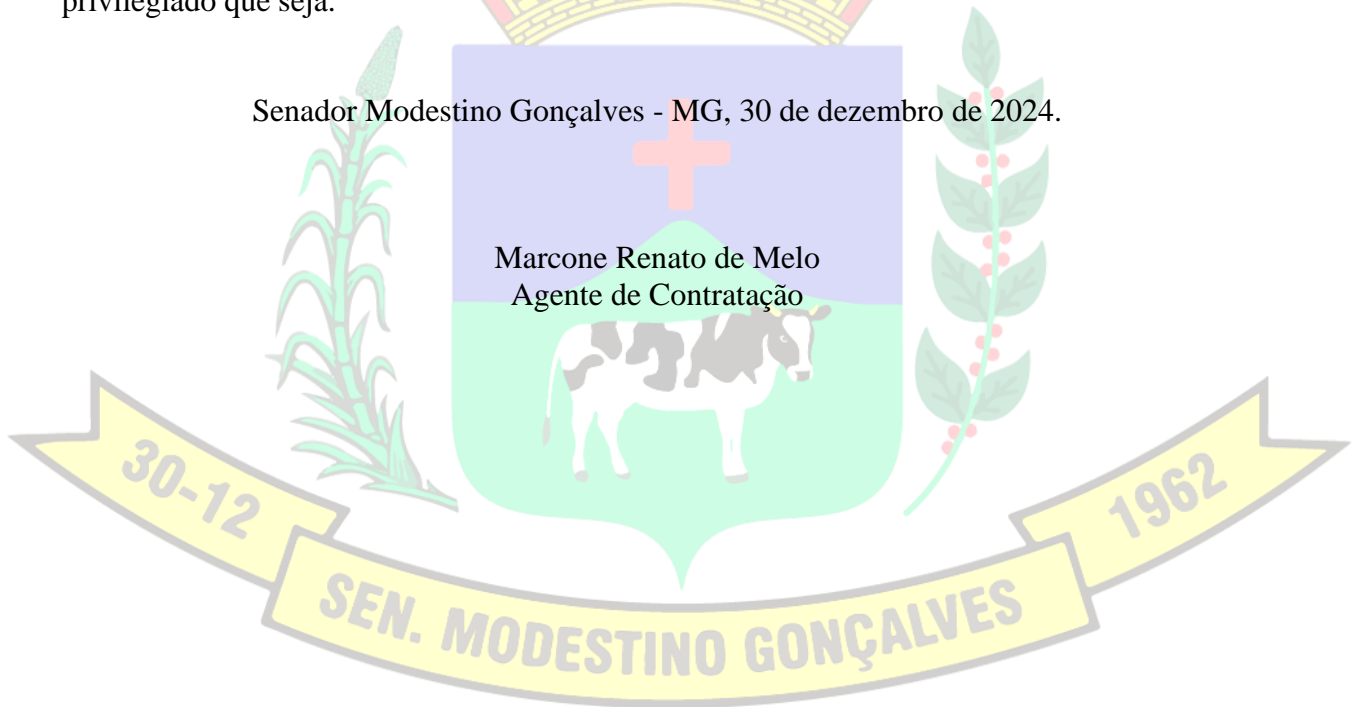 privilegiado que seja.
Senador Modestino Gonçalves - MG, 30 de dezembro de 2024.
Marcone Renato de Melo
Agente de Contratação
30-12
1962
SEN. MODESTINO GONÇALVES